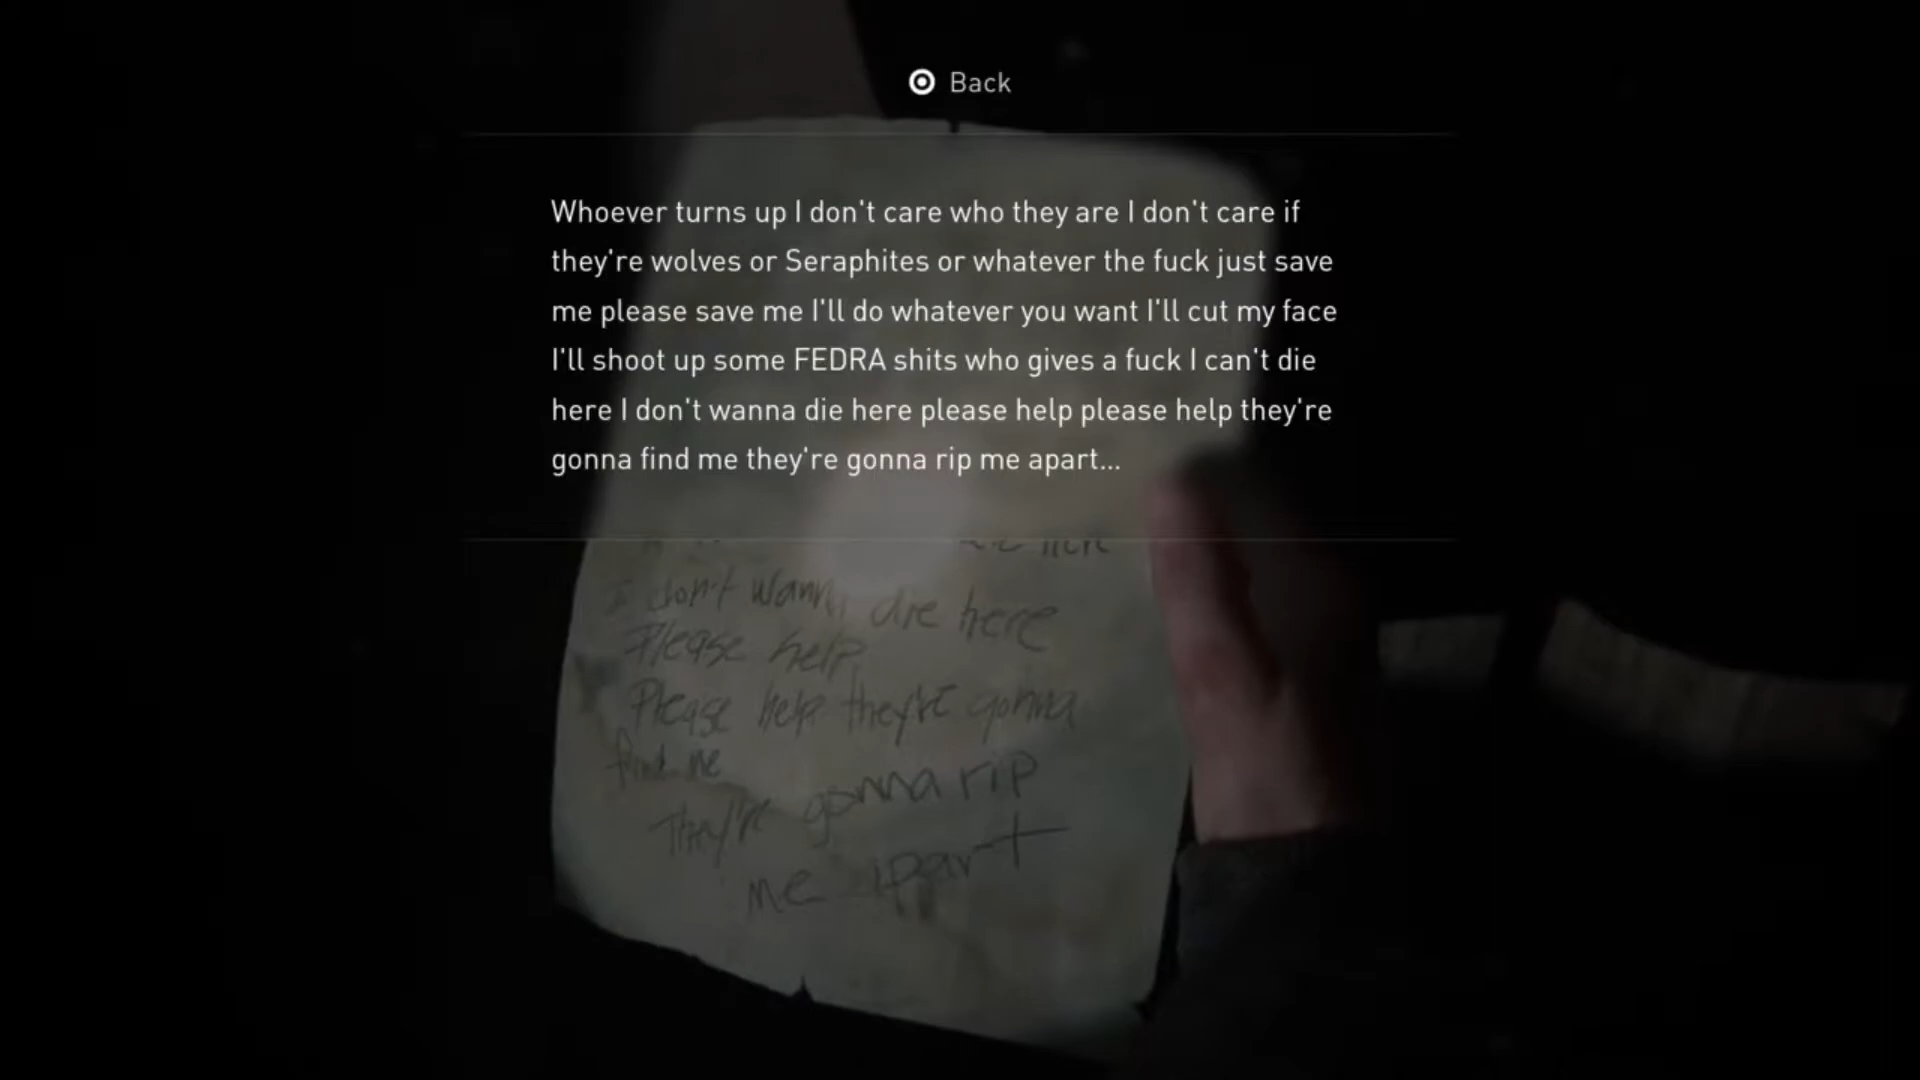 Back
Whoever turns up I don't care who they are I don't care if
they're wolves or Seraphites or whatever the fuck just save
me please save me I'll do whatever you want I'll cut my face
I'll shoot up some FEDRA shits who gives a fuck I can't die
here I don't wanna die here please help please help they're
gonna find me they're gonna rip me apart...
I don't wanna die here
Please help
Please help they're gonna
find me
They're gonna rip
me apart